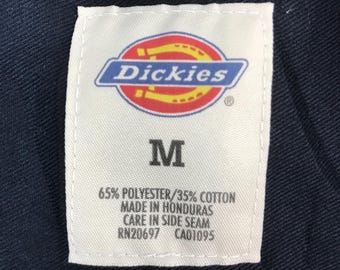 Dickies
®
M
65% POLYESTER/35% COTTON
MADE IN HONDURAS
CARE IN SIDE SEAM
RN20697 CA01095